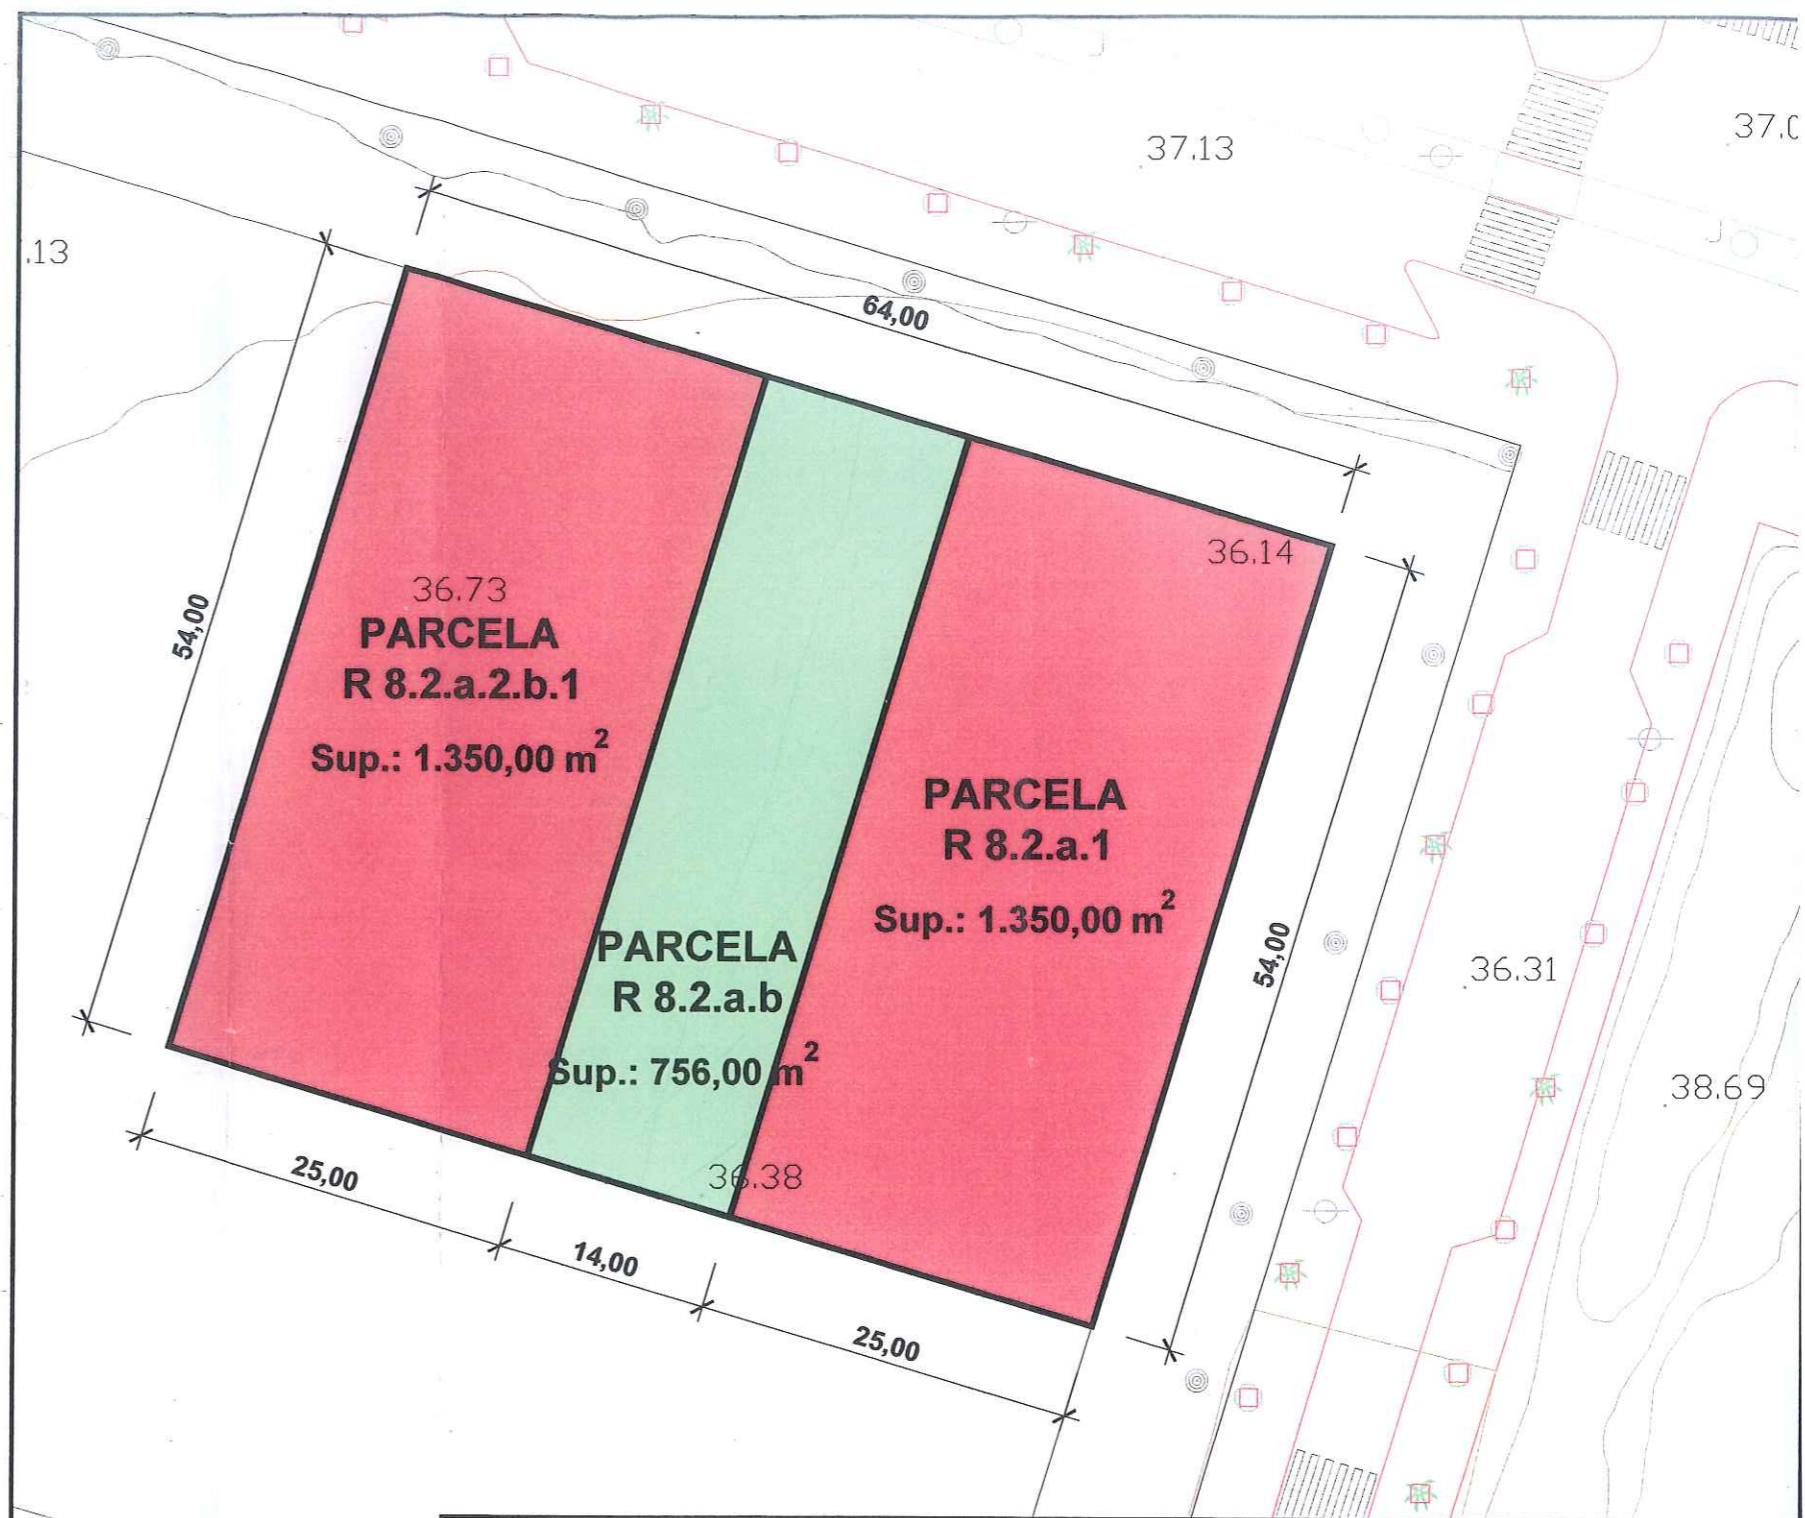 37.13
37.0
.13
64,00
36.14
54,00
36.73
PARCELA
R 8.2.a.2.b.1
Sup.: 1.350,00 m²
PARCELA
R 8.2.a.1
Sup.: 1.350,00 m²
54,00
PARCELA
R 8.2.a.b
Sup.: 756,00 m²
36.31
38.69
36.38
25,00
14,00
25,00